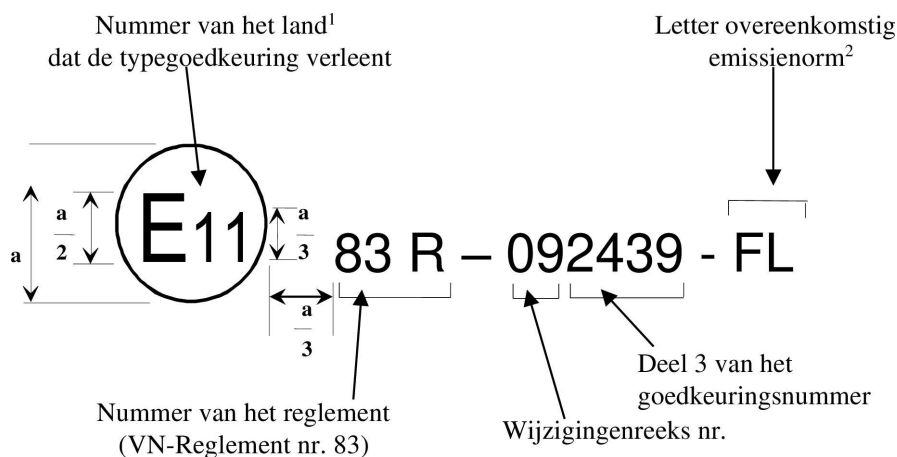 Nummer van het land¹
dat de typegoedkeuring verleent
Letter overeenkomstig
emissienorm²
a
a
2
E11
a
3
83 R – 092439 - FL
a
3
Deel 3 van het
goedkeuringsnummer
Nummer van het reglement
(VN-Reglement nr. 83)
Wijzigingenreeks nr.